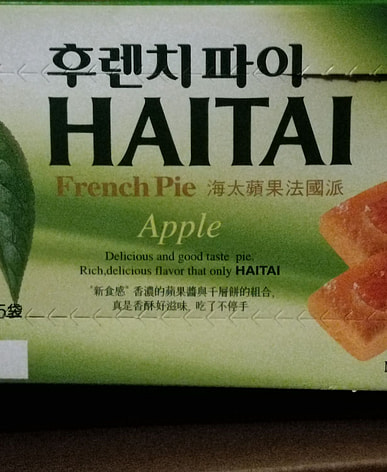 후렌치파이
HAITAI
French Pie 海太蘋果法國派
Apple
Delicious and good taste pie.
Rich,delicious flavor that only HAITAI
"新食感" 香濃的蘋果醬與千層餅的組合,
真是香酥好滋味, 吃了不停手
5袋